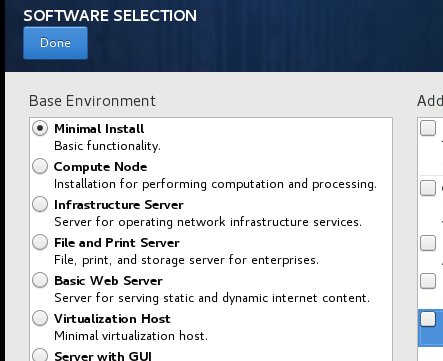 SOFTWARE SELECTION
Done
Base Environment
Add
Minimal Install
Basic functionality.
Compute Node
Installation for performing computation and processing.
Infrastructure Server
Server for operating network infrastructure services.
File and Print Server
File, print, and storage server for enterprises.
Basic Web Server
Server for serving static and dynamic internet content.
Virtualization Host
Minimal virtualization host.
Server with GUI